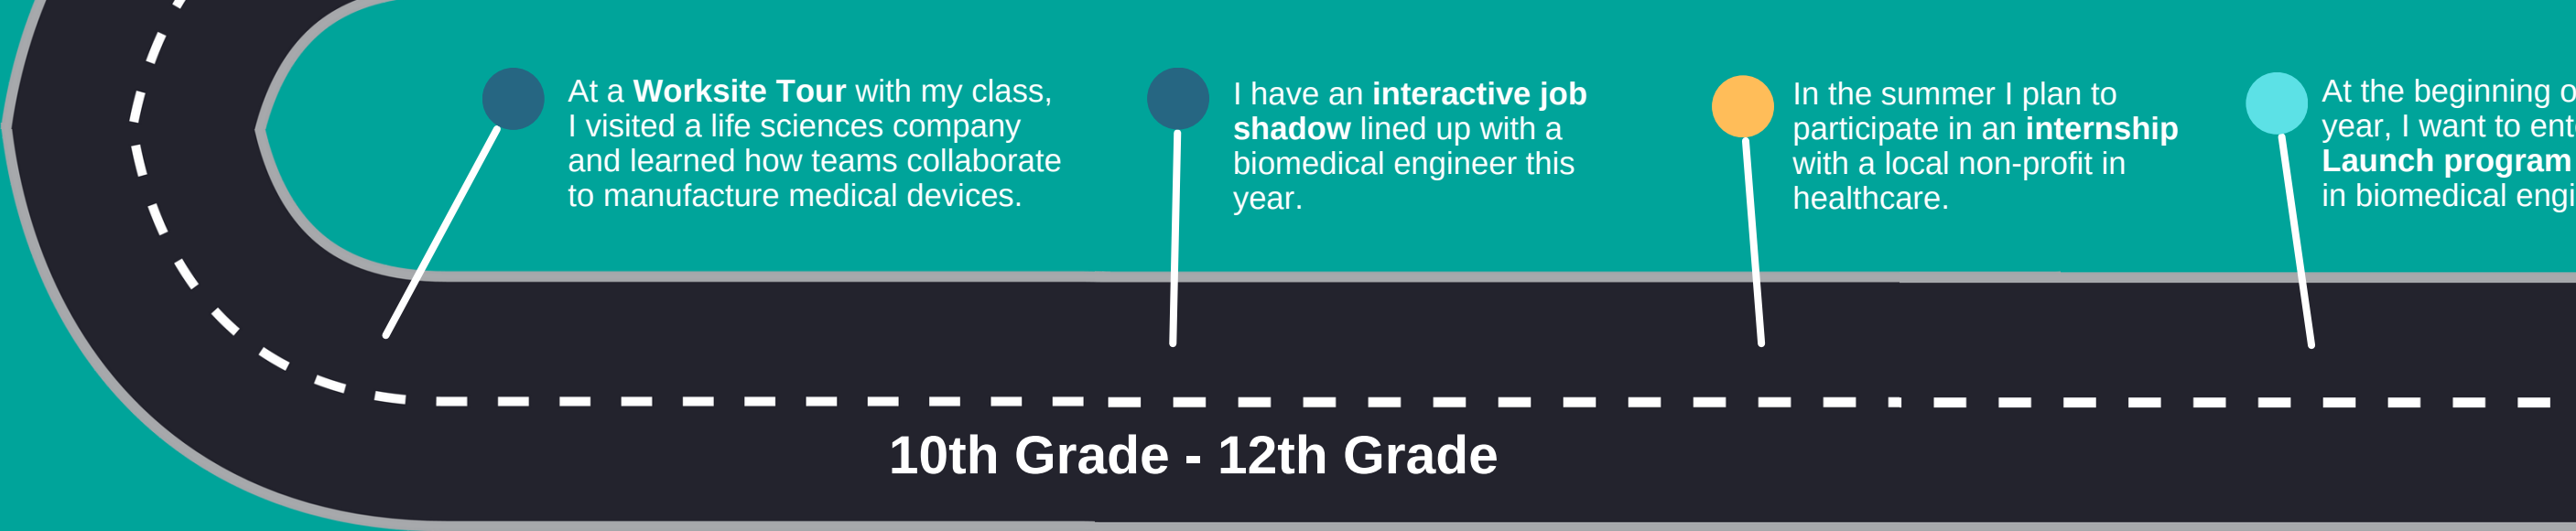 At a Worksite Tour with my class,
I visited a life sciences company
and learned how teams collaborate
to manufacture medical devices.
I have an interactive job
shadow lined up with a
biomedical engineer this
year.
In the summer I plan to
participate in an internship
with a local non-profit in
healthcare.
At the beginning
year, I want to
Launch program
in biomedical
10th Grade - 12th Grade